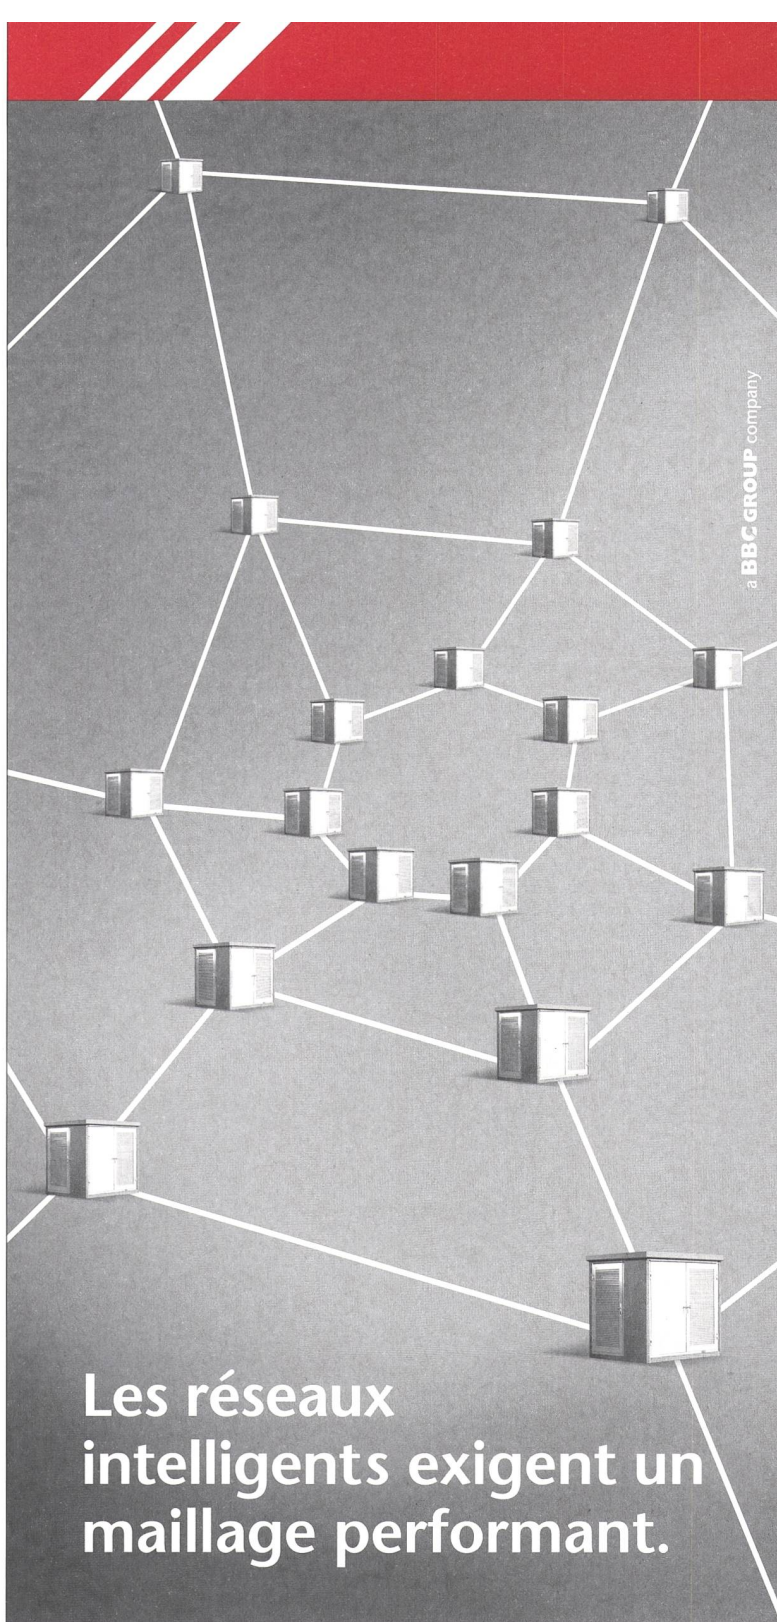 a BBC GROUP company
Les réseaux
intelligents exigent un
maillage performant.